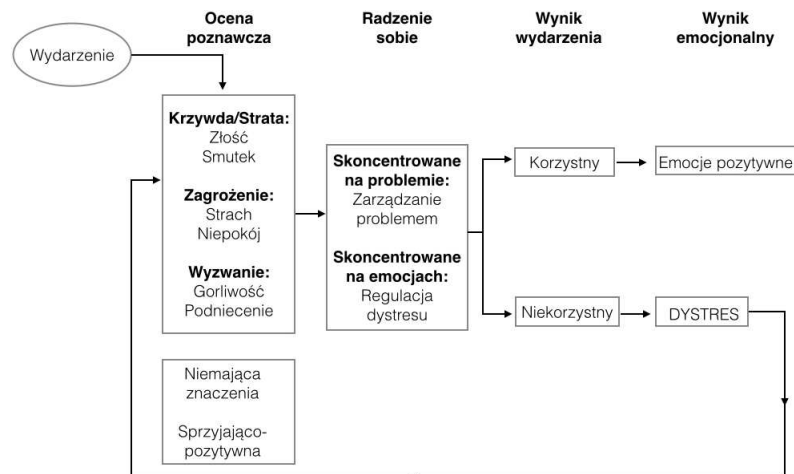 Ocena
poznawcza
Radzenie
sobie
Wynik
wydarzenia
Wynik
emocjonalny
Wydarzenie
Krzywda/Strata:
Złość
Smutek
Zagrożenie:
Strach
Niepokój
Wyzwanie:
Gorliwość
Podniecenie
Niemająca
znaczenia
Sprzyjająco-
pozytywna
Skoncentrowane
na problemie:
Zarządzanie
problemem
Skoncentrowane
na emocjach:
Regulacja
dystresu
Korzystny
Emocje pozytywne
Niekorzystny
DYSTRES